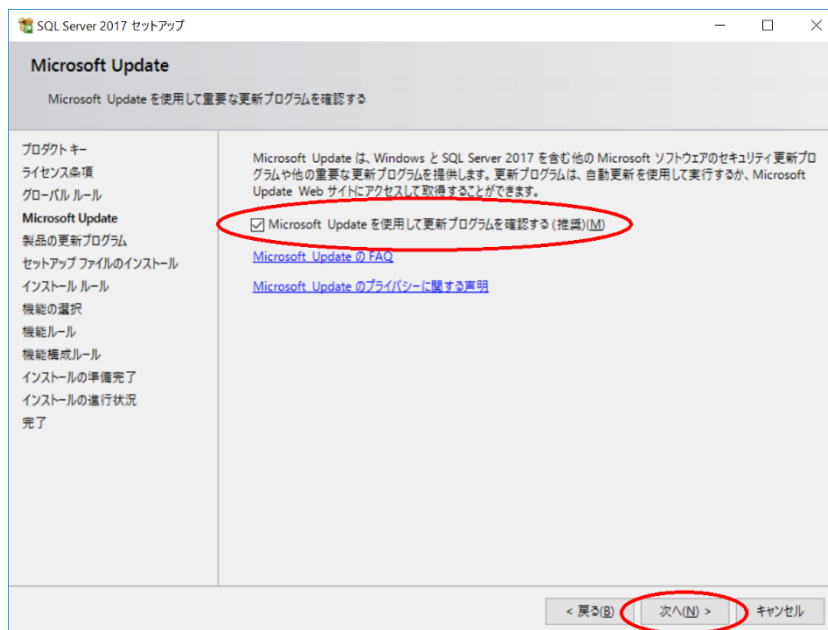 SQL Server 2017 セットアップ
Microsoft Update
Microsoft Update を使用して重要な更新プログラムを確認する
プロダクト キー
ライセンス条項
グローバル ルール
Microsoft Update
製品の更新プログラム
セットアップ ファイルのインストール
インストール ルール
機能の選択
機能ルール
機能構成ルール
インストールの準備完了
インストールの進行状況
完了
Microsoft Update は、Windows と SQL Server 2017 を含む他の Microsoft ソフトウェアのセキュリティ更新プロ
グラムや他の重要な更新プログラムを提供します。更新プログラムは、自動更新を使用して実行するか、Microsoft
Update Web サイトにアクセスして取得することができます。
Microsoft Update を使用して更新プログラムを確認する(推奨)(M)
Microsoft Update の FAQ
Microsoft Update のプライバシーに関する声明
< 戻る(B)
次へ(N) >
キャンセル